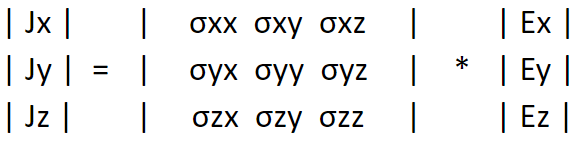 | Jx | | σxx σxy σxz | | Ex |
| Jy | = | σyx σyy σyz | * | Ey |
| Jz | | σzx σzy σzz | | Ez |